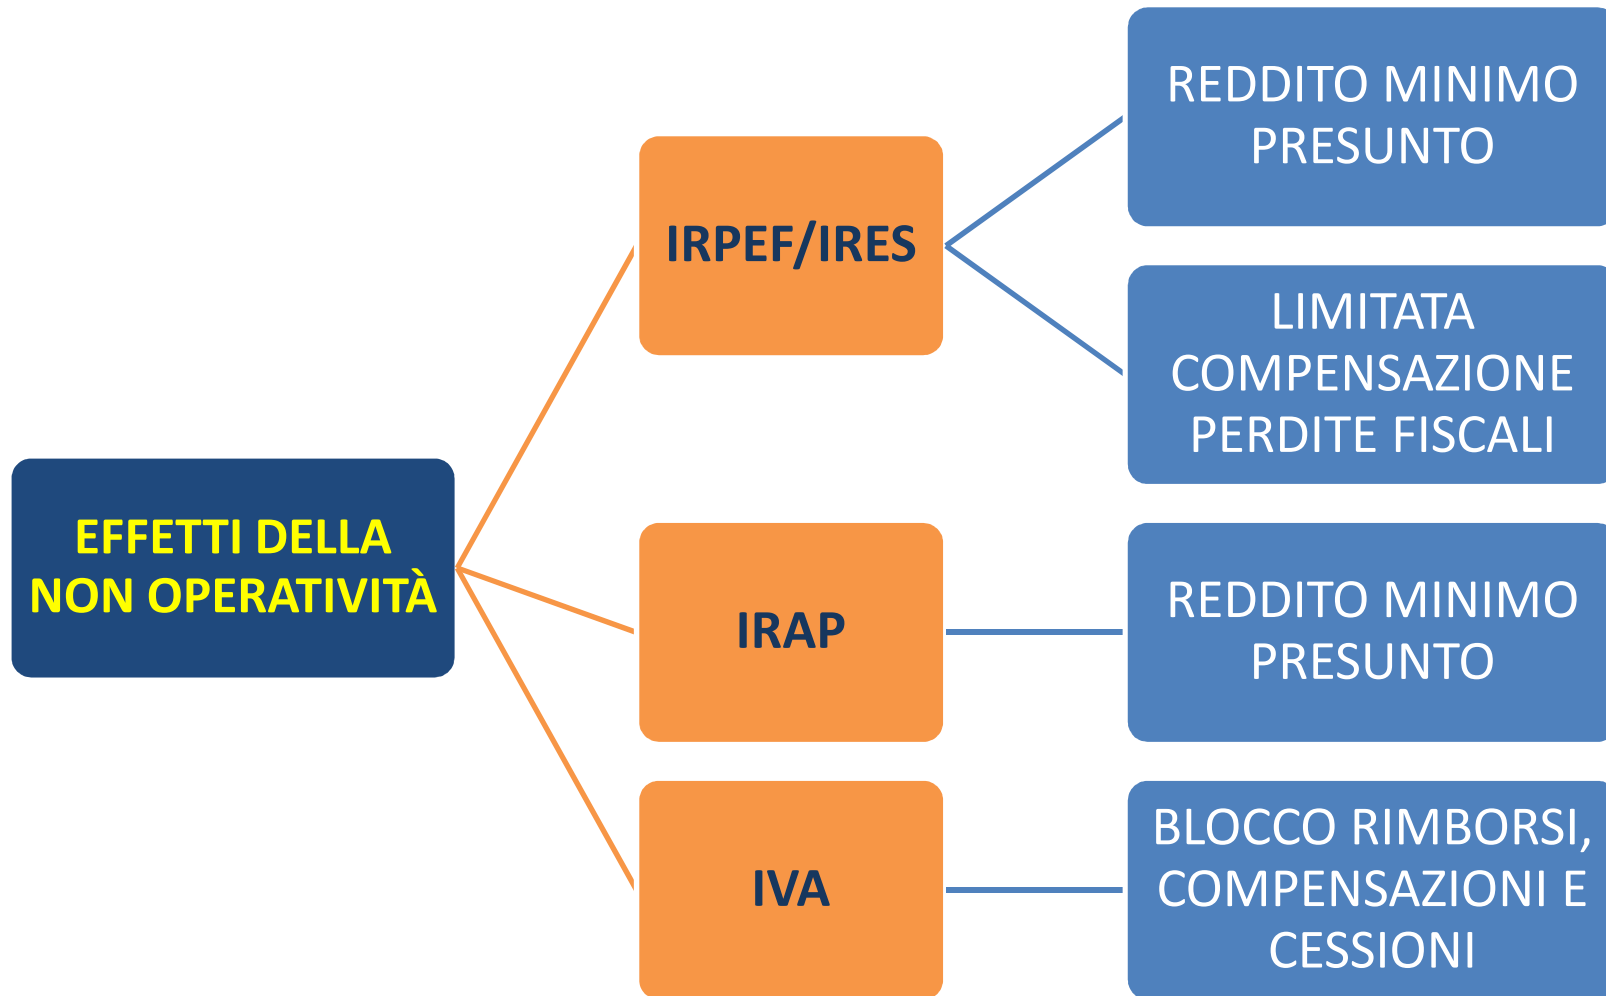 EFFETTI DELLA
NON OPERATIVITÀ
IRPEF/IRES
REDDITO MINIMO
PRESUNTO
LIMITATA
COMPENSAZIONE
PERDITE FISCALI
IRAP
REDDITO MINIMO
PRESUNTO
IVA
BLOCCO RIMBORSI,
COMPENSAZIONI E
CESSIONI